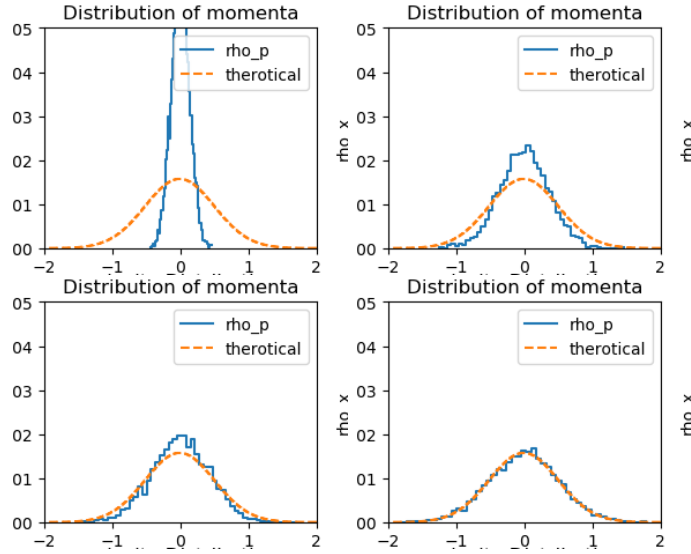 Distribution of momenta
05
04
03
02
01
00
rho_p
therotical
−2
−1
0
1
2
Distribution of momenta
05
04
03
02
01
00
rho_x
rho_p
therotical
−2
−1
0
1
2
rho_x
Distribution of momenta
05
04
03
02
01
00
rho_p
therotical
−2
−1
0
1
2
Distribution of momenta
05
04
03
02
01
00
rho_x
rho_p
therotical
−2
−1
0
1
2
rho_x